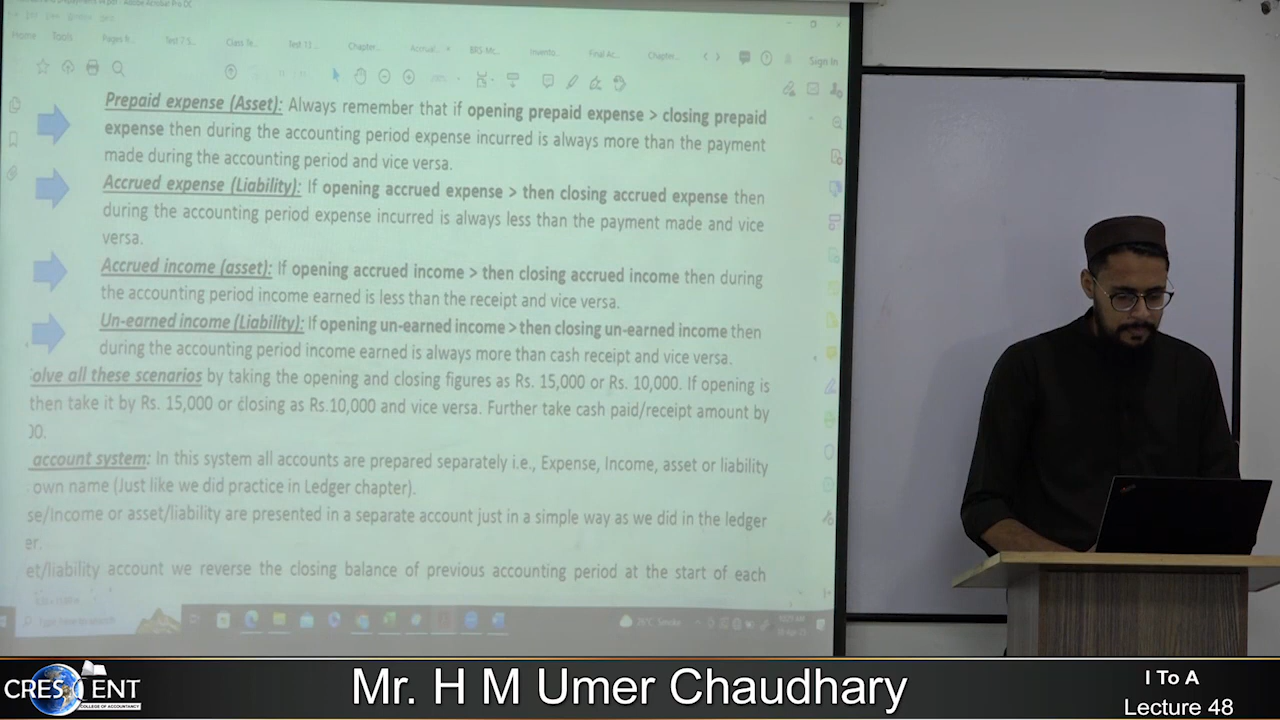 Home Tools
Sign In
Prepaid expense (Asset): Always remember that if opening prepaid expense > closing prepaid
expense then during the accounting period expense incurred is always more than the payment
made during the accounting period and vice versa.
Accrued expense (Liability): If opening accrued expense > then closing accrued expense then
during the accounting period expense incurred is always less than the payment made and vice
versa.
Accrued income (asset): If opening accrued income > then closing accrued income then during
the accounting period income earned is less than the receipt and vice versa.
Un-earned income (Liability): If opening un-earned income > then closing un-earned income then
during the accounting period income earned is always more than cash receipt and vice versa.
olve all these scenarios by taking the opening and closing figures as Rs. 15,000 or Rs. 10,000. If opening is
then take it by Rs. 15,000 or closing as Rs.10,000 and vice versa. Further take cash paid/receipt amount by
00.
account system: In this system all accounts are prepared separately i.e., Expense, Income, asset or liability
own name (Just like we did practice in Ledger chapter).
se/Income or asset/liability are presented in a separate account just in a simple way as we did in the ledger
er.
et/liability account we reverse the closing balance of previous accounting period at the start of each
26°C Smoke
CRESCENT
COLLEGE OF ACCOUNTANCY
Mr. H M Umer Chaudhary
I To A
Lecture 48